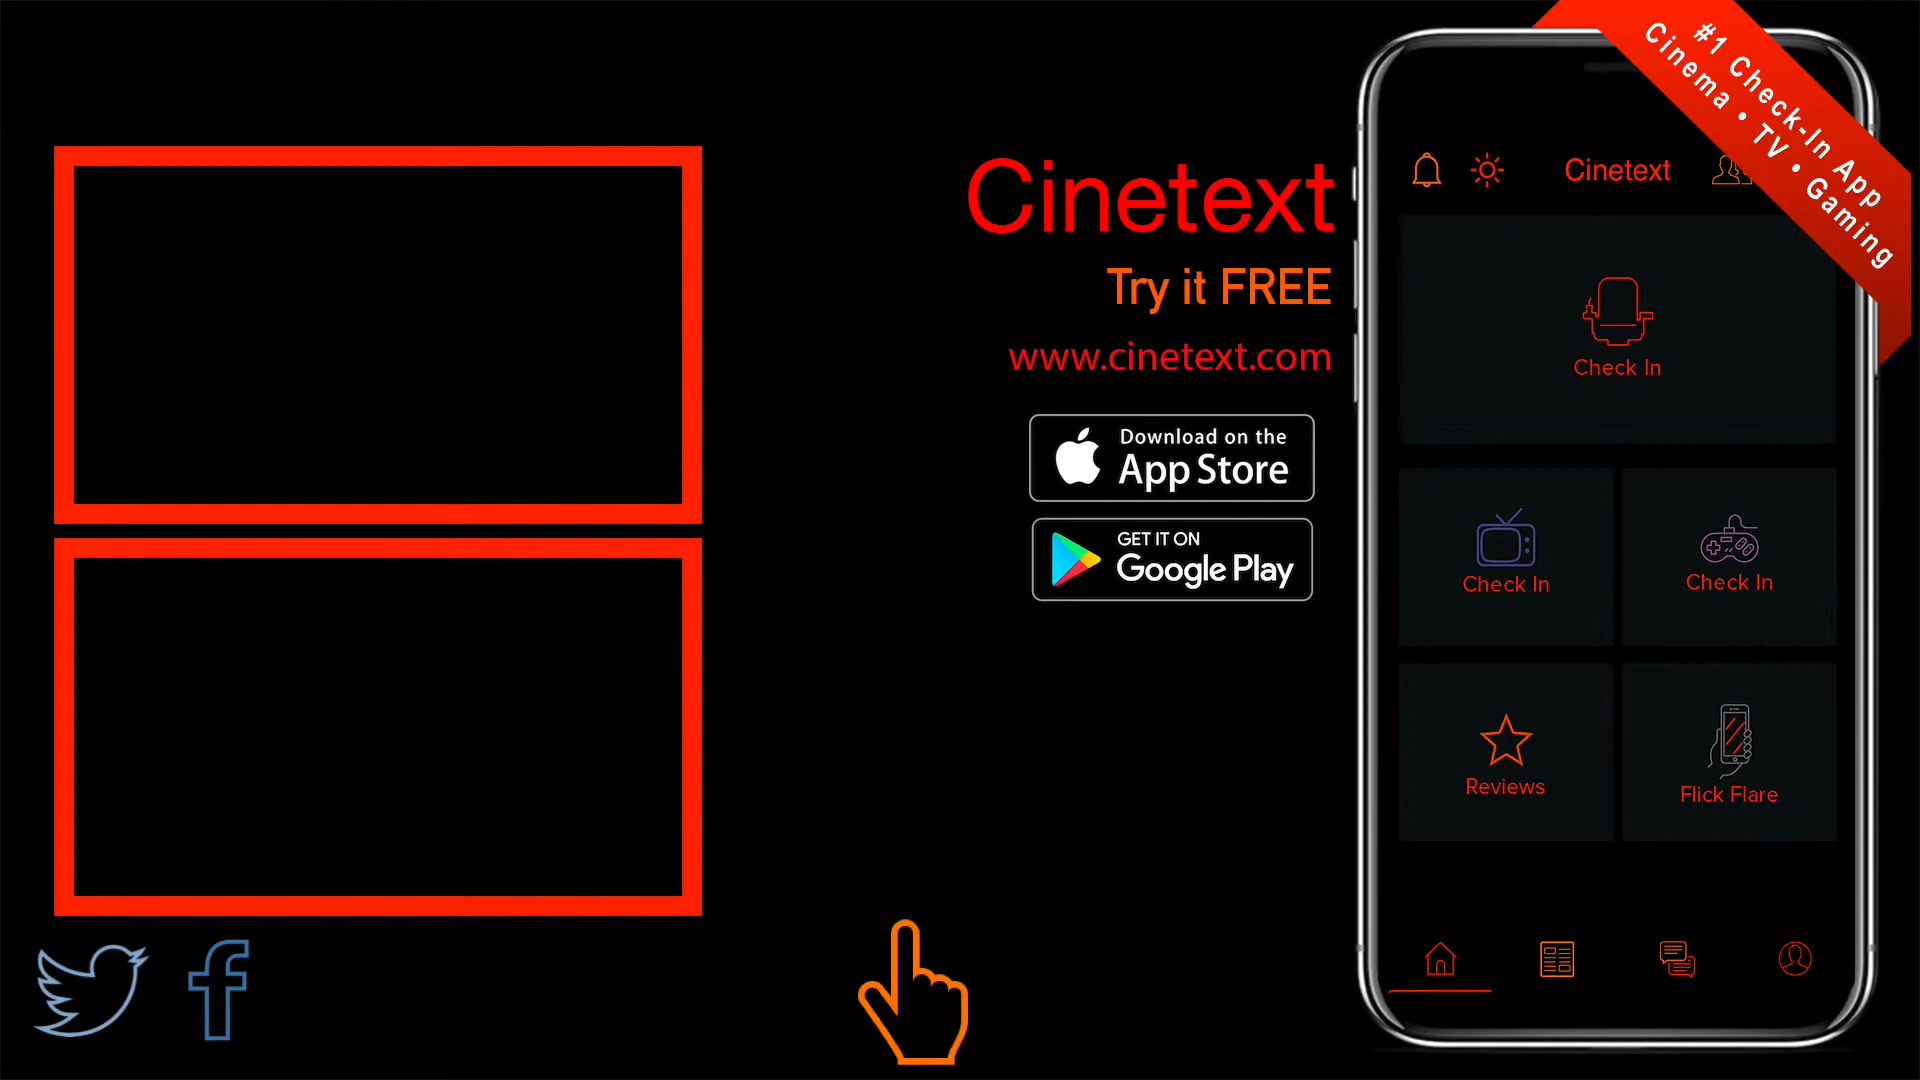 Cinetext
Try it FREE
www.cinetext.com
Download on the
App Store
GET IT ON
Google Play
#1 Check-In App
Cinema • TV • Gaming
Cinetext
Check In
Check In
Check In
Reviews
Flick Flare